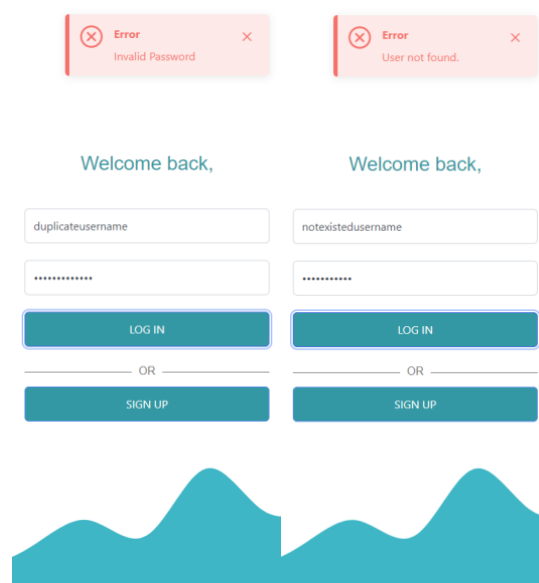 Error
Invalid Password
Welcome back,
duplicateusername
•••••••••••••
LOG IN
OR
SIGN UP
Error
User not found.
Welcome back,
notexistedusername
•••••••••••
LOG IN
OR
SIGN UP